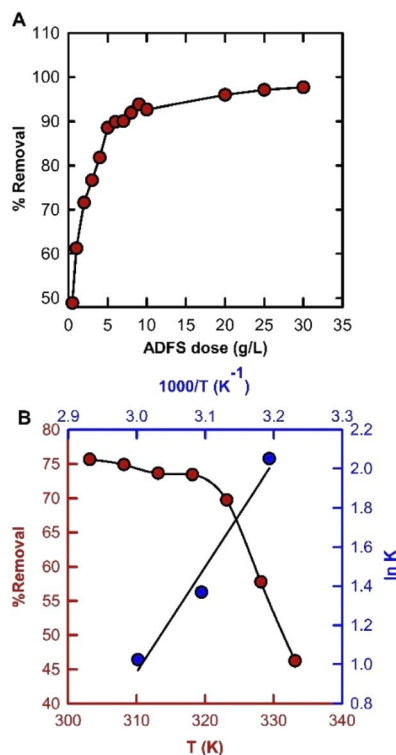 A
% Removal
110
100
90
80
70
60
50
0 5 10 15 20 25 30 35
ADFS dose (g/L)
1000/T (K-1)
B
2.9 3.0 3.1 3.2 3.3
%Removal
80
75
70
65
60
55
50
45
40
2.2
2.0
1.8
1.6
1.4
1.2
1.0
0.8
ln K
300 310 320 330 340
T (K)